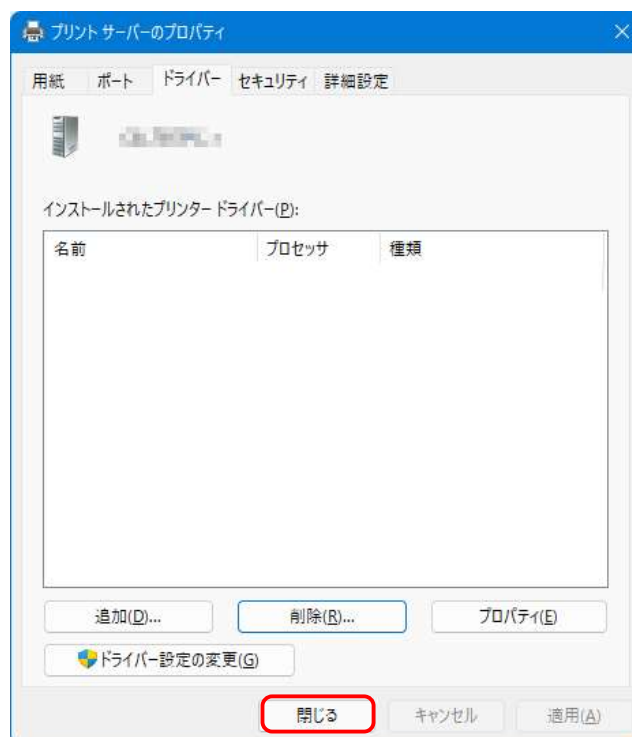 プリント サーバーのプロパティ
用紙 ポート ドライバー セキュリティ 詳細設定
インストールされたプリンター ドライバー(P):
名前 プロセッサ 種類
追加(D)... 削除(R)... プロパティ(E)
ドライバー設定の変更(G)
閉じる キャンセル 適用(A)